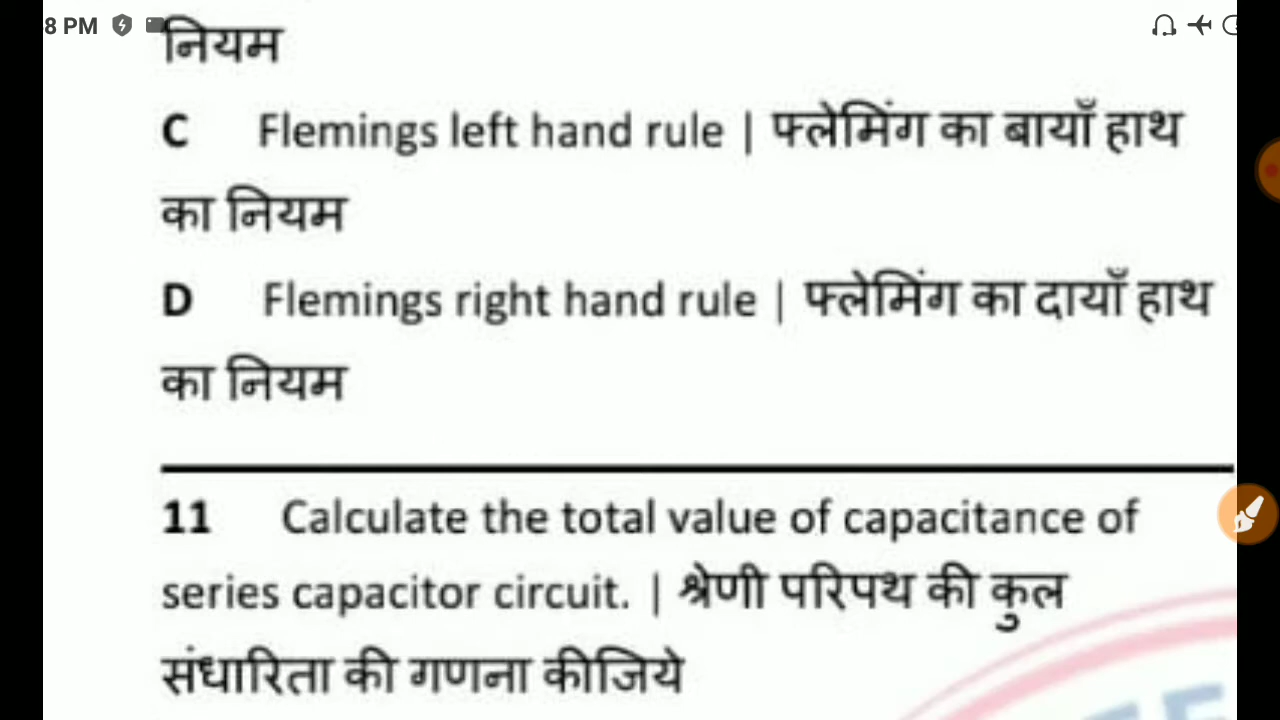 8 PM
नियम
C Flemings left hand rule | फ्लेमिंग का बायाँ हाथ
का नियम
D Flemings right hand rule | फ्लेमिंग का दायाँ हाथ
का नियम
11 Calculate the total value of capacitance of
series capacitor circuit. | श्रेणी परिपथ की कुल
संधारिता की गणना कीजिये